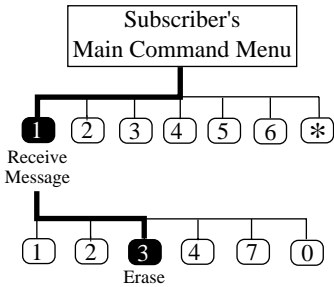 Subscriber's
Main Command Menu
1 2 3 4 5 6 *
Receive
Message
1 2 3 4 7 0
Erase